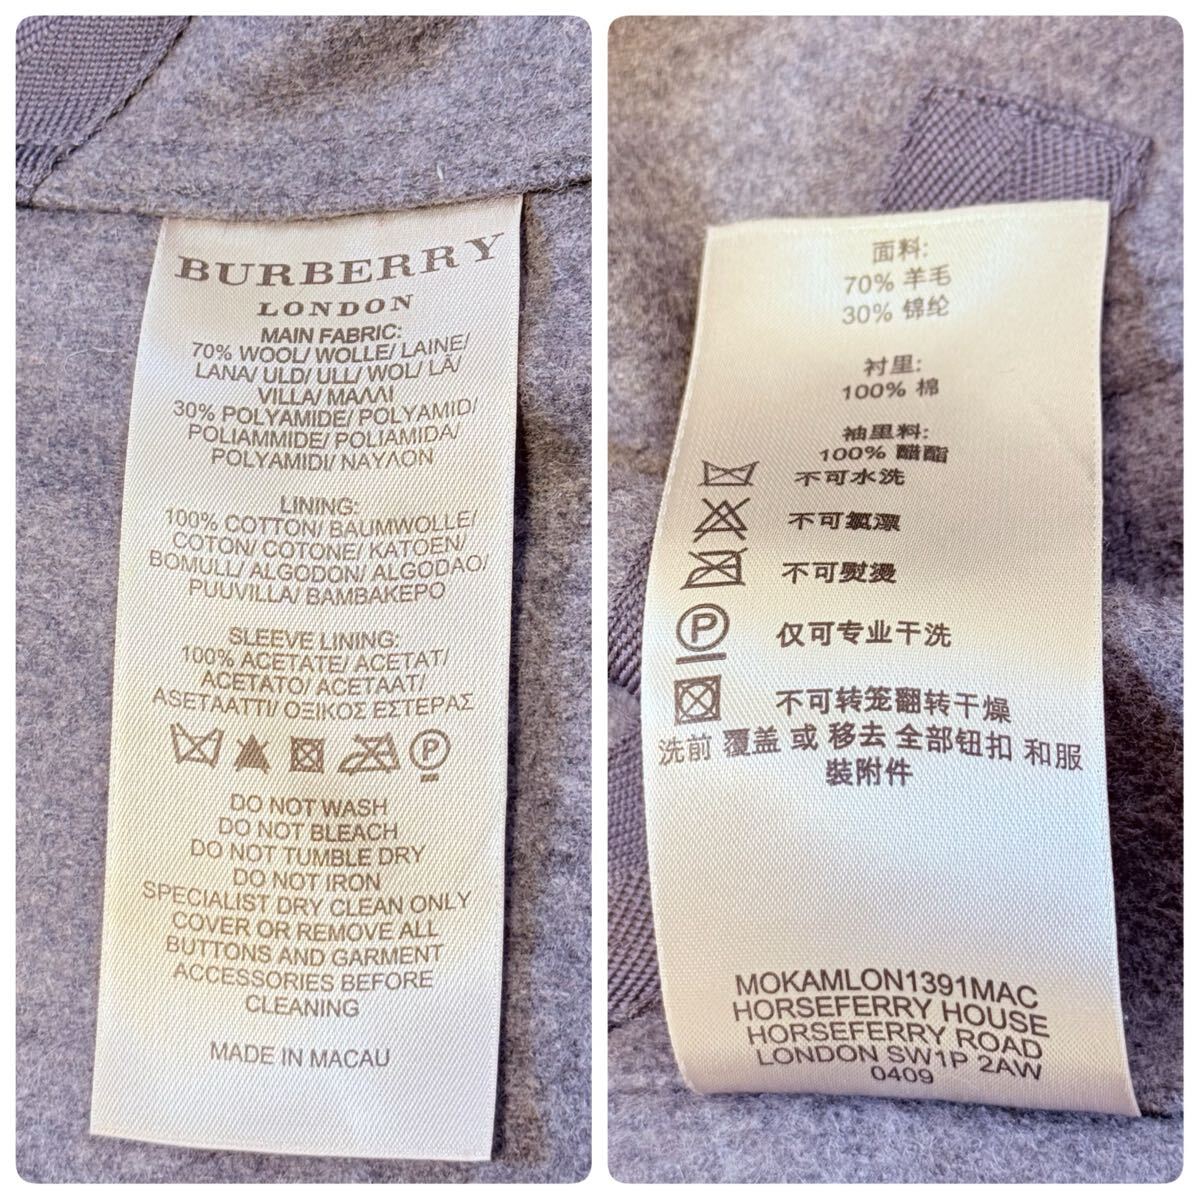 BURBERRY
LONDON
MAIN FABRIC:
70% WOOL/ WOLLE/ LAINE/
LANA/ ULD/ ULL/ WOL/ LÃ/
VILLA/ ΜΑΛΛΙ
30% POLYAMIDE/ POLYAMID/
POLIAMMIDE/ POLIAMIDA/
POLYAMIDI/ ΝΑΥΛΟΝ
LINING:
100% COTTON/ BAUMWOLLE/
COTON/ COTONE/ KATOEN/
BOMULL/ ALGODON/ ALGODAO/
PUUVILLA/ ΒΑΜΒΑΚΕΡΟ
SLEEVE LINING:
100% ACETATE/ ACETAT/
ACETATO/ ACETAAT/
ASETAATTI/ ΟΞΙΚΟΣ ΕΣΤΕΡΑΣ
P
DO NOT WASH
DO NOT BLEACH
DO NOT TUMBLE DRY
DO NOT IRON
SPECIALIST DRY CLEAN ONLY
COVER OR REMOVE ALL
BUTTONS AND GARMENT
ACCESSORIES BEFORE
CLEANING
MADE IN MACAU
面料:
70% 羊毛
30% 锦纶
衬里:
100% 棉
袖里料:
100% 醋酯
不可水洗
不可氯漂
不可熨烫
P 仅可专业干洗
不可转笼翻转干燥
洗前 覆盖 或 移去 全部钮扣 和服
装附件
MOKAMLON1391MAC
HORSEFERRY HOUSE
HORSEFERRY ROAD
LONDON SW1P 2AW
0409